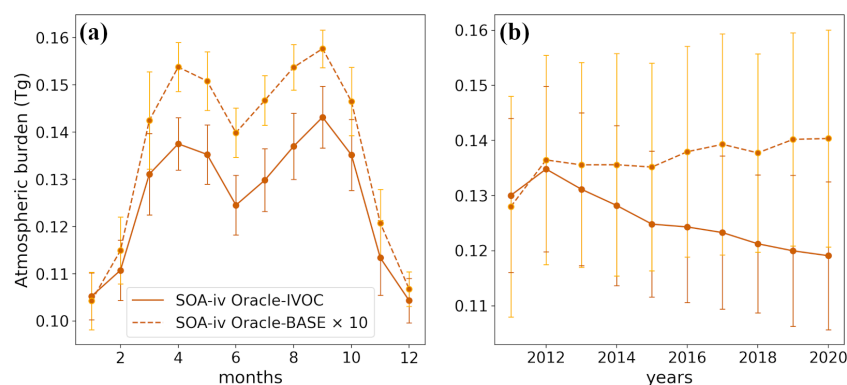 (a)
Atmospheric burden (Tg)
0.16
0.15
0.14
0.13
0.12
0.11
0.10
SOA-iv Oracle-IVOC
SOA-iv Oracle-BASE × 10
2 4 6 8 10 12
months
(b)
0.16
0.15
0.14
0.13
0.12
0.11
2012 2014 2016 2018 2020
years